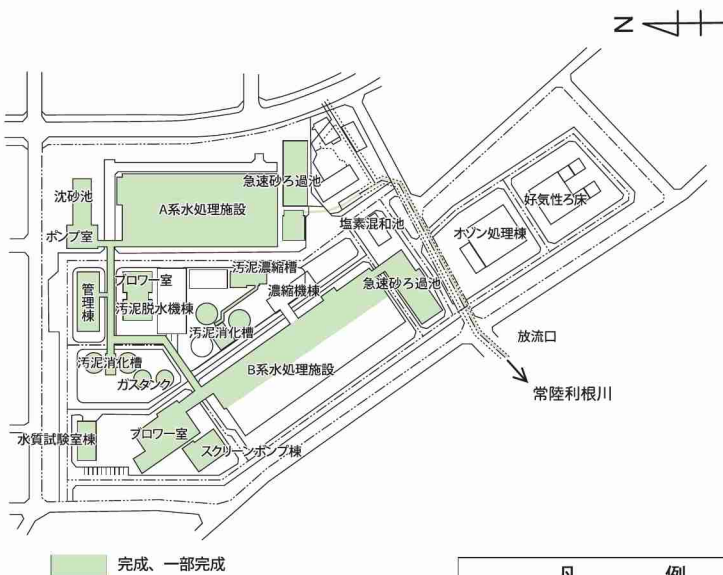 N
沈砂池
急速砂ろ過池
A系水処理施設
好気性ろ床
塩素混和池
オゾン処理棟
ポンプ室
汚泥濃縮槽
ブロワー室
管理棟
濃縮機棟
急速砂ろ過池
汚泥脱水機棟
汚泥消化槽
放流口
汚泥消化槽
B系水処理施設
ガスタンク
常陸利根川
水質試験室棟
ブロワー室
スクリーンポンプ棟
完成、一部完成
凡 例